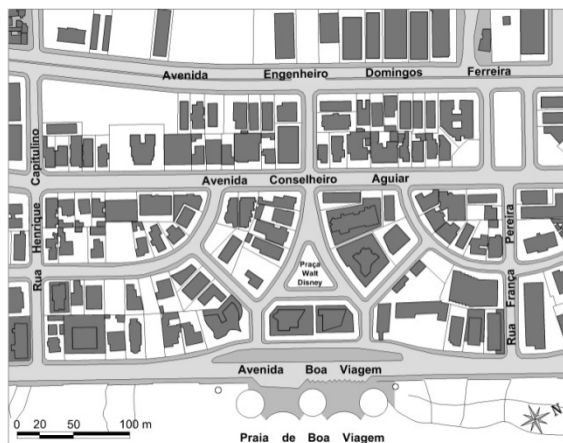 Avenida Engenheiro Domingos Ferreira
Avenida Conselheiro Aguiar
Rua Henrique Capitulino
Rua França Pereira
Praça
Walt
Disney
Avenida Boa Viagem
0 20 50 100 m
N
Praia de Boa Viagem